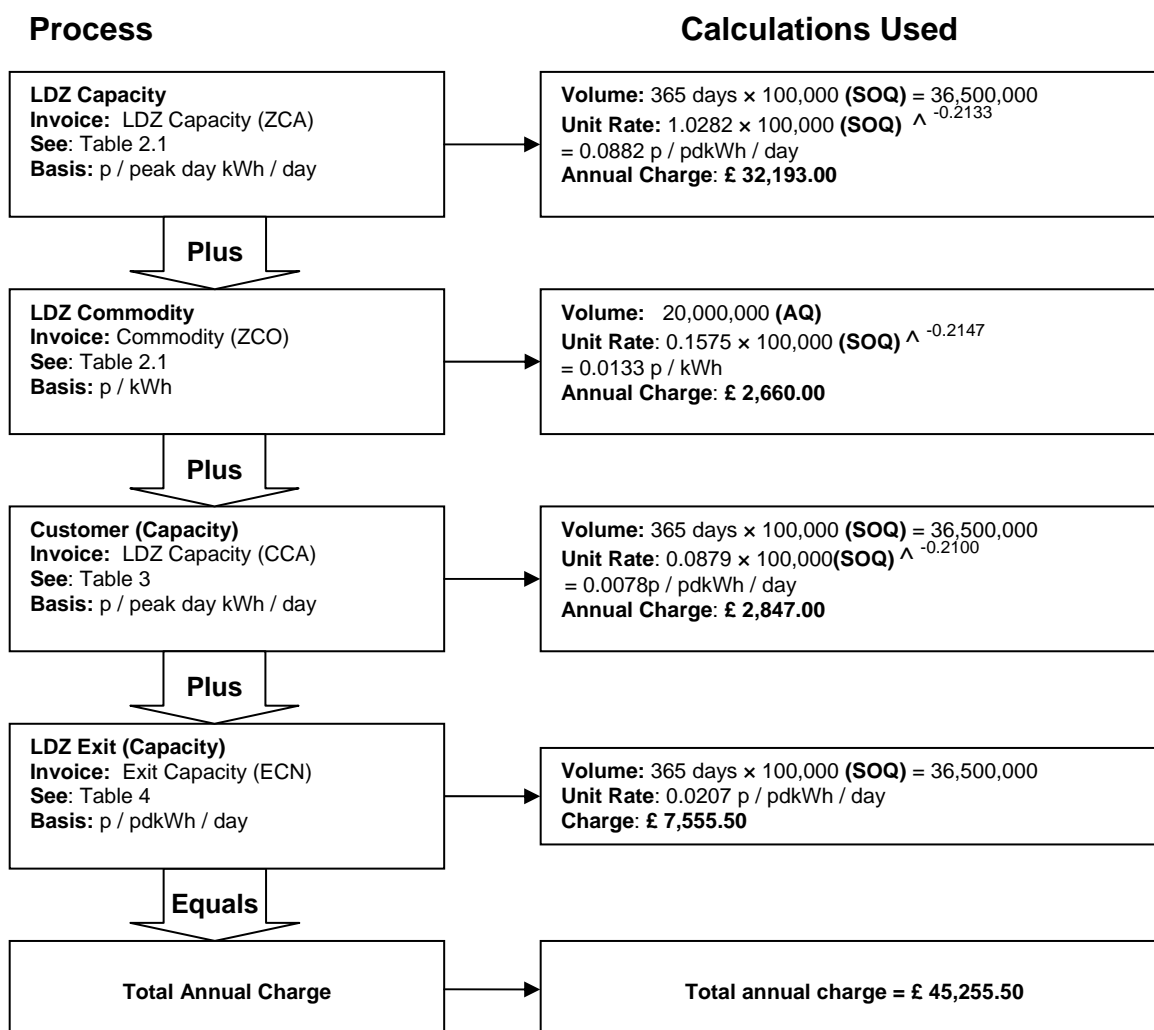 Process
Calculations Used
LDZ Capacity
Invoice: LDZ Capacity (ZCA)
See: Table 2.1
Basis: p / peak day kWh / day
Volume: 365 days × 100,000 (SOQ) = 36,500,000
Unit Rate: 1.0282 × 100,000 (SOQ) ^ -0.2133
= 0.0882 p / pdkWh / day
Annual Charge: £ 32,193.00
Plus
LDZ Commodity
Invoice: Commodity (ZCO)
See: Table 2.1
Basis: p / kWh
Volume: 20,000,000 (AQ)
Unit Rate: 0.1575 × 100,000 (SOQ) ^ -0.2147
= 0.0133 p / kWh
Annual Charge: £ 2,660.00
Plus
Customer (Capacity)
Invoice: LDZ Capacity (CCA)
See: Table 3
Basis: p / peak day kWh / day
Volume: 365 days × 100,000 (SOQ) = 36,500,000
Unit Rate: 0.0879 × 100,000(SOQ) ^ -0.2100
= 0.0078p / pdkWh / day
Annual Charge: £ 2,847.00
Plus
LDZ Exit (Capacity)
Invoice: Exit Capacity (ECN)
See: Table 4
Basis: p / pdkWh / day
Volume: 365 days × 100,000 (SOQ) = 36,500,000
Unit Rate: 0.0207 p / pdkWh / day
Charge: £ 7,555.50
Equals
Total Annual Charge
Total annual charge = £ 45,255.50